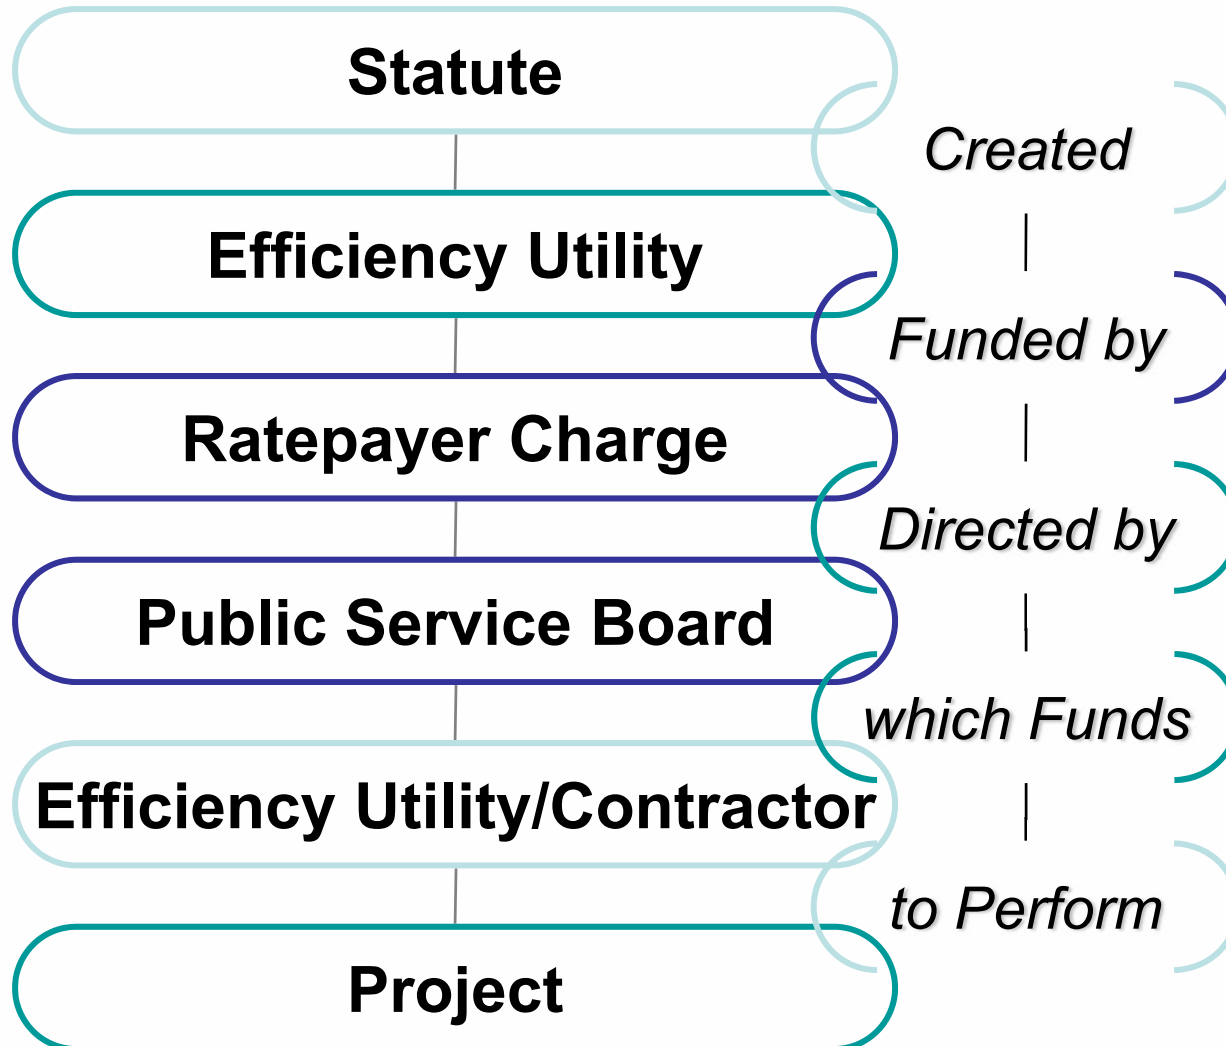 Statute
Created
Efficiency Utility
Funded by
Ratepayer Charge
Directed by
Public Service Board
which Funds
Efficiency Utility/Contractor
to Perform
Project